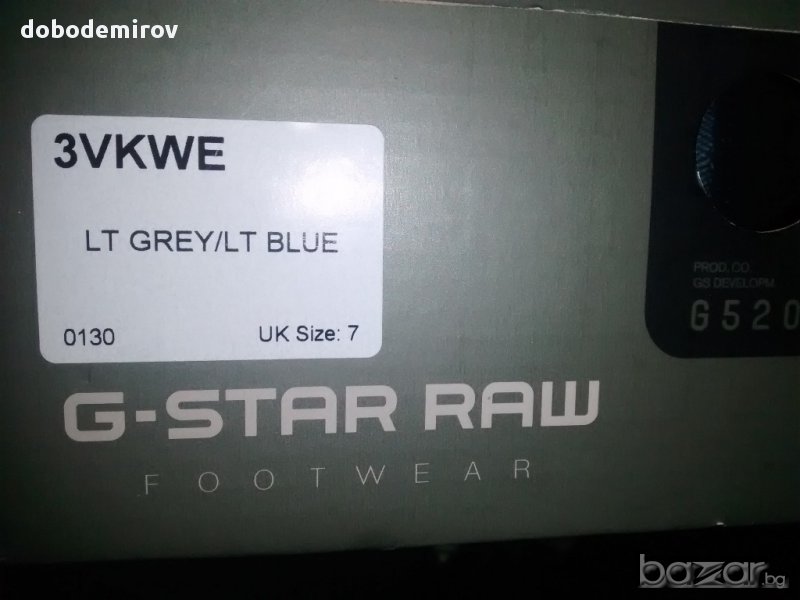 dobodemirov
3VKWE
LT GREY/LT BLUE
0130 UK Size: 7
PROD. CO.
GS DEVELOPM
G520
G-STAR RAW
FOOTWEAR
bazar.bg